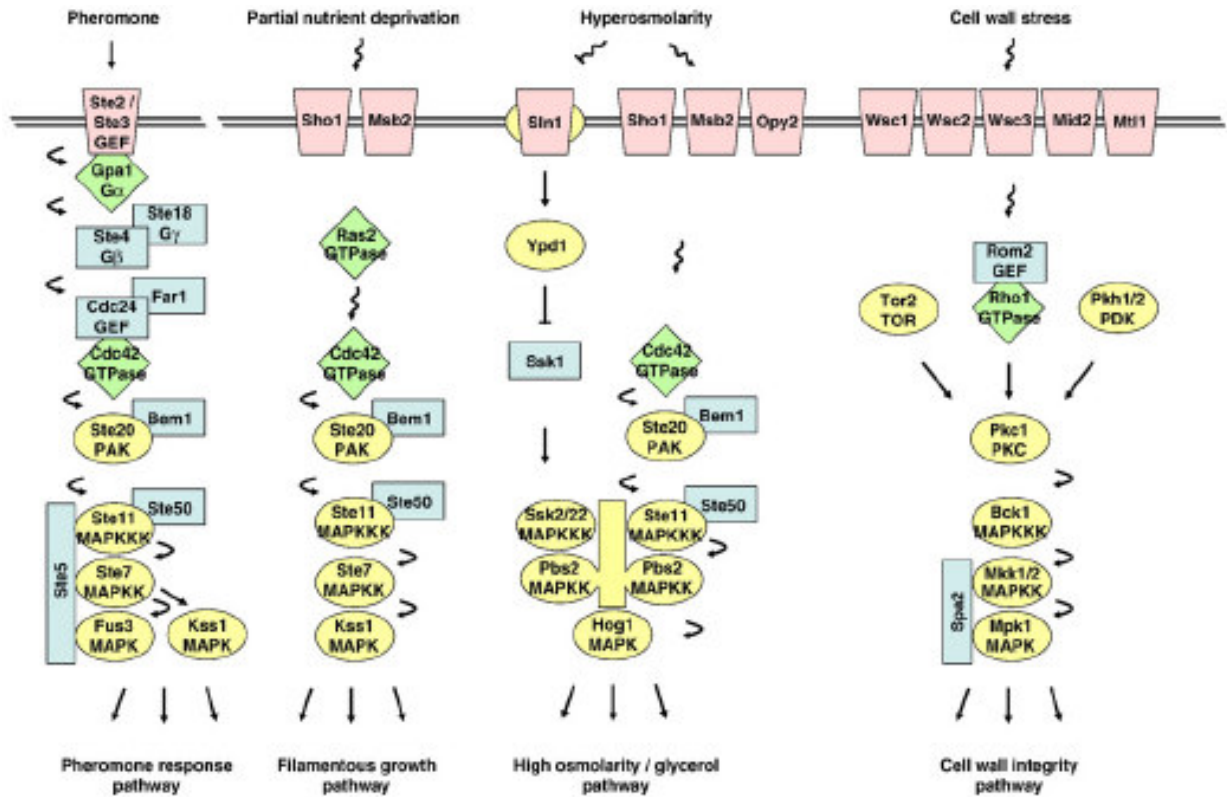 Pheromone
Partial nutrient deprivation
Hyperosmolarity
Cell wall stress
Ste2 /
Ste3
GEF
Gpa1
Gα
Ste18
Gγ
Ste4
Gβ
Far1
Cdc24
GEF
Cdc42
GTPase
Bem1
Ste20
PAK
Ste50
Ste11
MAPKKK
Ste5
Ste7
MAPKK
Fus3
MAPK
Kss1
MAPK
Pheromone response
pathway
Sho1
Msb2
Ras2
GTPase
Cdc42
GTPase
Bem1
Ste20
PAK
Ste50
Ste11
MAPKKK
Ste7
MAPKK
Kss1
MAPK
Filamentous growth
pathway
Sln1
Sho1
Msb2
Opy2
Ypd1
Ssk1
Cdc42
GTPase
Bem1
Ste20
PAK
Ssk2/22
MAPKKK
Ste11
MAPKKK
Ste50
Pbs2
MAPKK
Pbs2
MAPKK
Hog1
MAPK
High osmolarity / glycerol
pathway
Wsc1
Wsc2
Wsc3
Mid2
Mtl1
Rom2
GEF
Rho1
GTPase
Tor2
TOR
Pkh1/2
PDK
Pkc1
PKC
Bck1
MAPKKK
Spa2
Mkk1/2
MAPKK
Mpk1
MAPK
Cell wall integrity
pathway